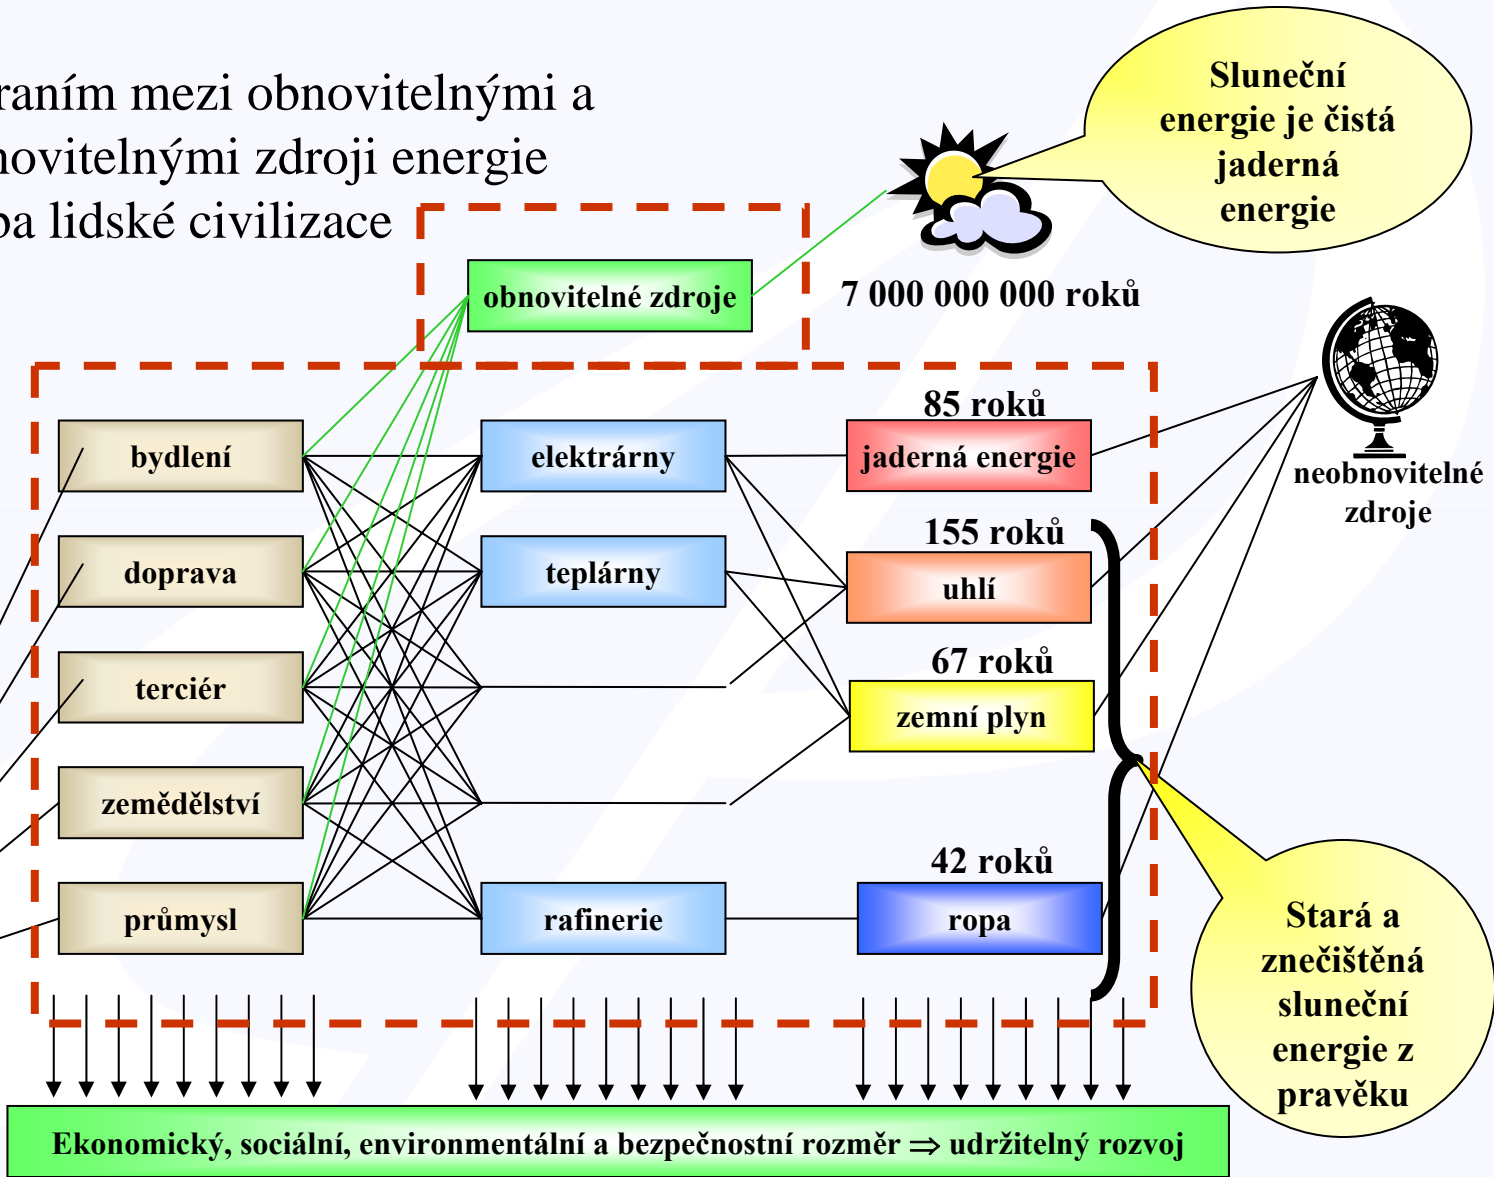 raním mezi obnovitelnými a
novitelnými zdroji energie
ba lidské civilizace
Sluneční
energie je čistá
jaderná
energie
obnovitelné zdroje
7 000 000 000 roků
85 roků
bydlení
elektrárny
jaderná energie
neobnovitelné
zdroje
155 roků
doprava
teplárny
uhlí
67 roků
terciér
zemní plyn
zemědělství
42 roků
průmysl
rafinerie
ropa
Stará a
znečištěná
sluneční
energie z
pravěku
Ekonomický, sociální, environmentální a bezpečnostní rozměr ⇒ udržitelný rozvoj